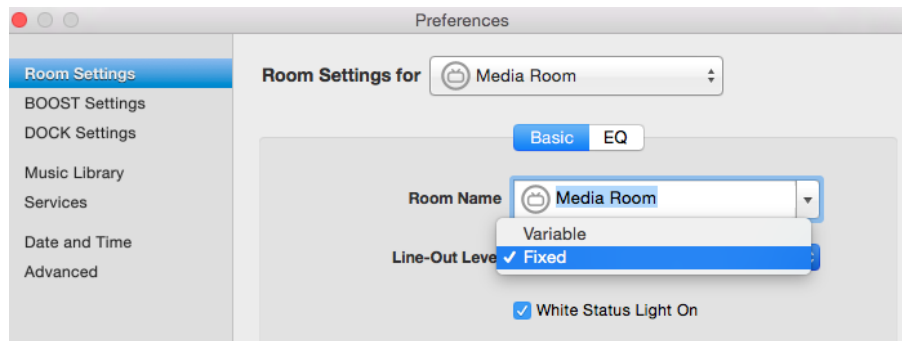 Preferences
Room Settings
BOOST Settings
DOCK Settings
Music Library
Services
Date and Time
Advanced
Room Settings for Media Room
Basic EQ
Room Name Media Room
Variable
Line-Out Leve ✓ Fixed
White Status Light On